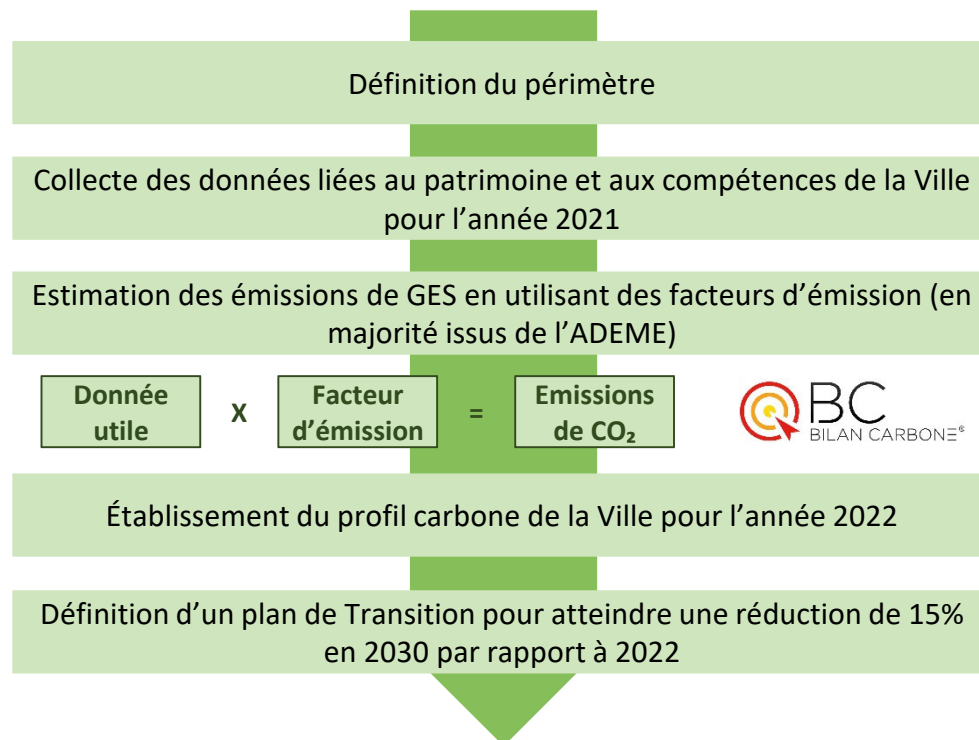 Définition du périmètre
Collecte des données liées au patrimoine et aux compétences de la Ville
pour l’année 2021
Estimation des émissions de GES en utilisant des facteurs d’émission (en
majorité issus de l’ADEME)
Donnée
utile
X
Facteur
d’émission
=
Emissions
de CO₂
BC
BILAN CARBONE®
Établissement du profil carbone de la Ville pour l’année 2022
Définition d’un plan de Transition pour atteindre une réduction de 15%
en 2030 par rapport à 2022